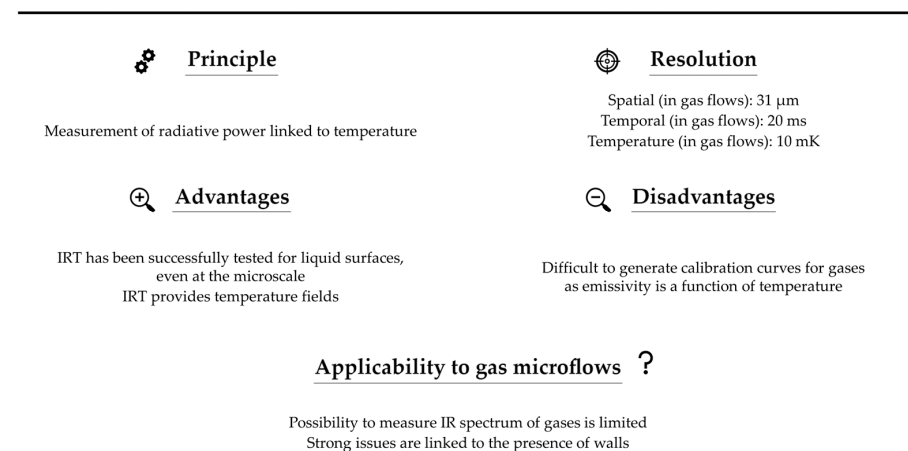 Principle
Measurement of radiative power linked to temperature
Resolution
Spatial (in gas flows): 31 μm
Temporal (in gas flows): 20 ms
Temperature (in gas flows): 10 mK
Advantages
IRT has been successfully tested for liquid surfaces,
even at the microscale
IRT provides temperature fields
Disadvantages
Difficult to generate calibration curves for gases
as emissivity is a function of temperature
Applicability to gas microflows ?
Possibility to measure IR spectrum of gases is limited
Strong issues are linked to the presence of walls